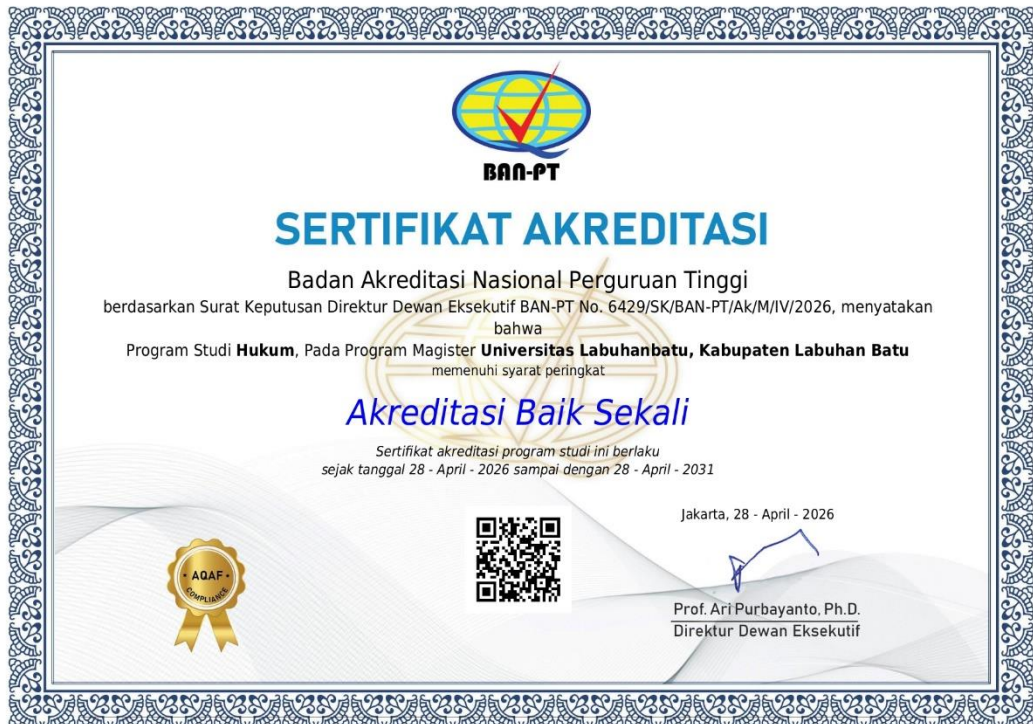 BAN-PT
SERTIFIKAT AKREDITASI
Badan Akreditasi Nasional Perguruan Tinggi
berdasarkan Surat Keputusan Direktur Dewan Eksekutif BAN-PT No. 6429/SK/BAN-PT/Ak/M/IV/2026, menyatakan
bahwa
Program Studi Hukum, Pada Program Magister Universitas Labuhanbatu, Kabupaten Labuhan Batu
memenuhi syarat peringkat
Akreditasi Baik Sekali
Sertifikat akreditasi program studi ini berlaku
sejak tanggal 28 - April - 2026 sampai dengan 28 - April - 2031
Jakarta, 28 - April - 2026
AQAF
COMPLIANCE
Prof. Ari Purbayanto, Ph.D.
Direktur Dewan Eksekutif